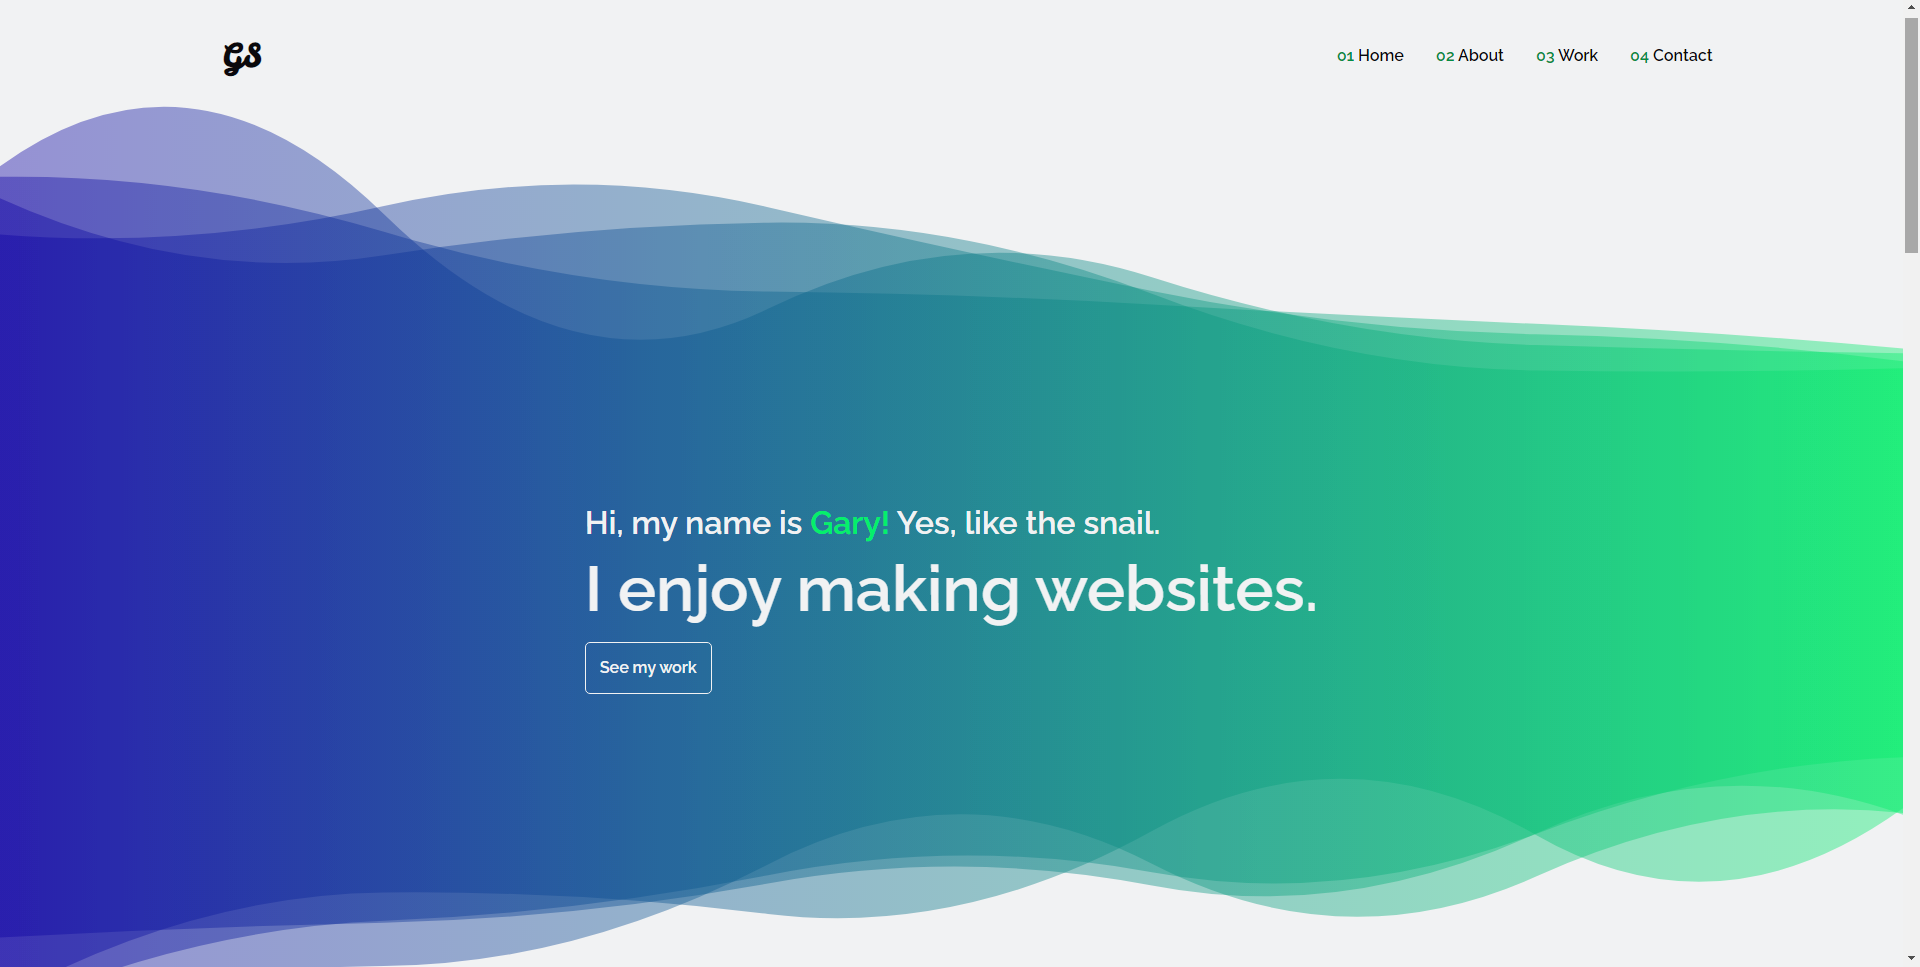 GS
01 Home 02 About 03 Work 04 Contact
Hi, my name is Gary! Yes, like the snail.
I enjoy making websites.
See my work